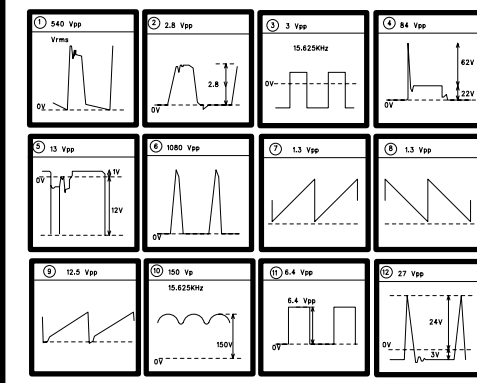 1 540 Vpp
Vrms
0V
2 2.8 Vpp
2.8
0V
3 3 Vpp
15.625KHz
0V
4 84 Vpp
62V
22V
0V
5 13 Vpp
0V
1V
12V
6 1080 Vpp
0V
7 1.3 Vpp
8 1.3 Vpp
9 12.5 Vpp
0V
10 150 Vp
15.625KHz
150V
0V
11 6.4 Vpp
6.4 Vpp
0V
12 27 Vpp
24V
0V
3V